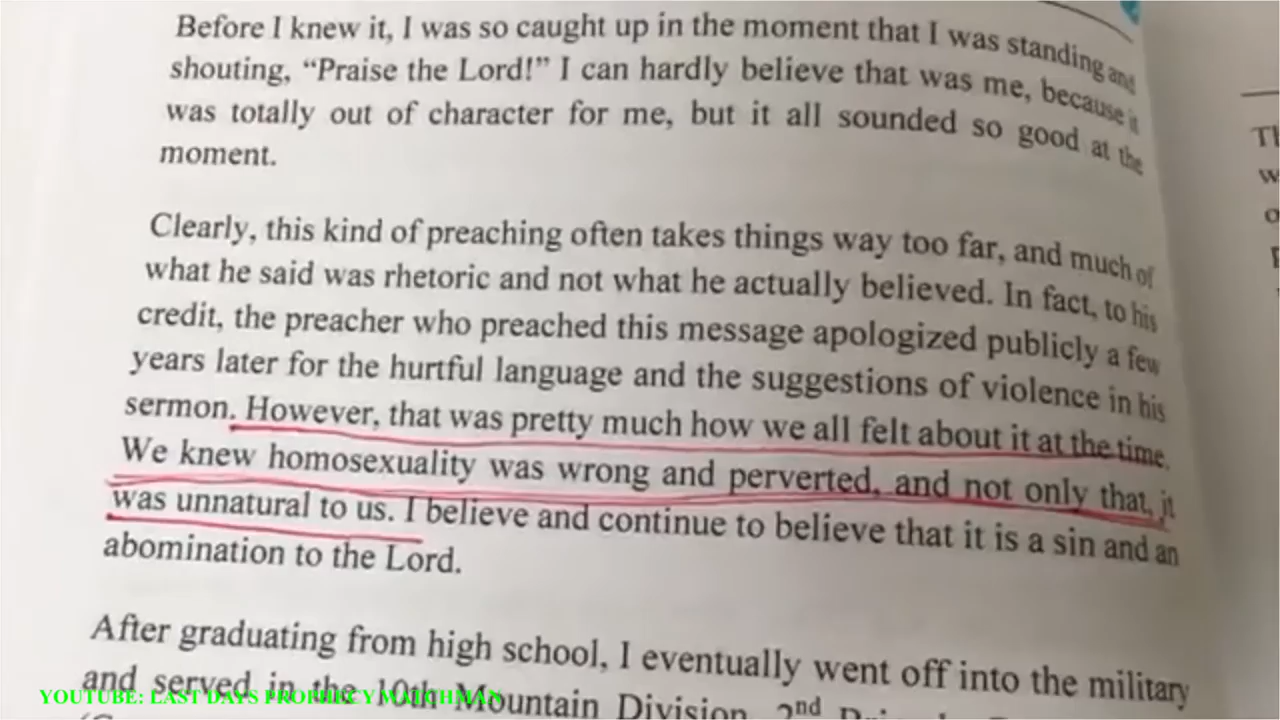 Before I knew it, I was so caught up in the moment that I was standing and
shouting, “Praise the Lord!” I can hardly believe that was me, because it
was totally out of character for me, but it all sounded so good at the
moment.
Clearly, this kind of preaching often takes things way too far, and much of
what he said was rhetoric and not what he actually believed. In fact, to his
credit, the preacher who preached this message apologized publicly a few
years later for the hurtful language and the suggestions of violence in his
sermon. However, that was pretty much how we all felt about it at the time.
We knew homosexuality was wrong and perverted, and not only that, it
was unnatural to us. I believe and continue to believe that it is a sin and an
abomination to the Lord.
After graduating from high school, I eventually went off into the military
and served in the 10th Mountain Division, 2nd
YOUTUBE: LAST DAYS PROPHECY WATCHMAN